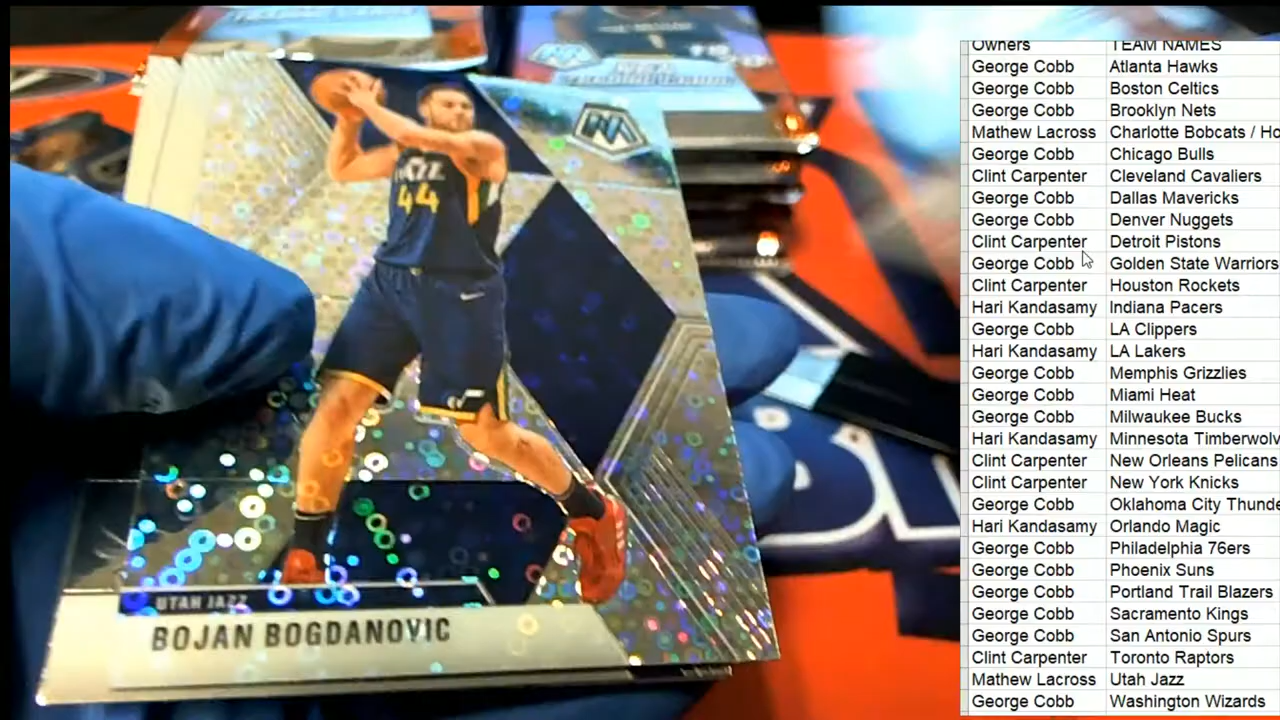 JAZZ
44
UTAH JAZZ
BOJAN BOGDANOVIC
Owners TEAM NAMES
George Cobb Atlanta Hawks
George Cobb Boston Celtics
George Cobb Brooklyn Nets
Mathew Lacross Charlotte Bobcats / Ho
George Cobb Chicago Bulls
Clint Carpenter Cleveland Cavaliers
George Cobb Dallas Mavericks
George Cobb Denver Nuggets
Clint Carpenter Detroit Pistons
George Cobb Golden State Warriors
Clint Carpenter Houston Rockets
Hari Kandasamy Indiana Pacers
George Cobb LA Clippers
Hari Kandasamy LA Lakers
George Cobb Memphis Grizzlies
George Cobb Miami Heat
George Cobb Milwaukee Bucks
Hari Kandasamy Minnesota Timberwolv
Clint Carpenter New Orleans Pelicans
Clint Carpenter New York Knicks
George Cobb Oklahoma City Thunde
Hari Kandasamy Orlando Magic
George Cobb Philadelphia 76ers
George Cobb Phoenix Suns
George Cobb Portland Trail Blazers
George Cobb Sacramento Kings
George Cobb San Antonio Spurs
Clint Carpenter Toronto Raptors
Mathew Lacross Utah Jazz
George Cobb Washington Wizards